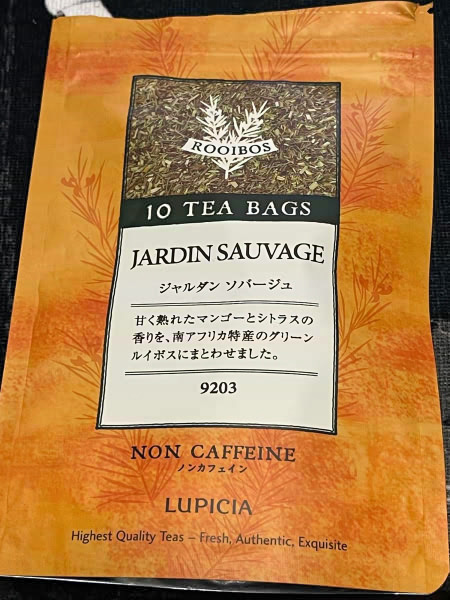 ROOIBOS
10 TEA BAGS
JARDIN SAUVAGE
ジャルダン ソバージュ
甘く熟れたマンゴーとシトラスの
香りを、南アフリカ特産のグリーン
ルイボスにまとわせました。
9203
NON CAFFEINE
ノンカフェイン
LUPICIA
Highest Quality Teas – Fresh, Authentic, Exquisite